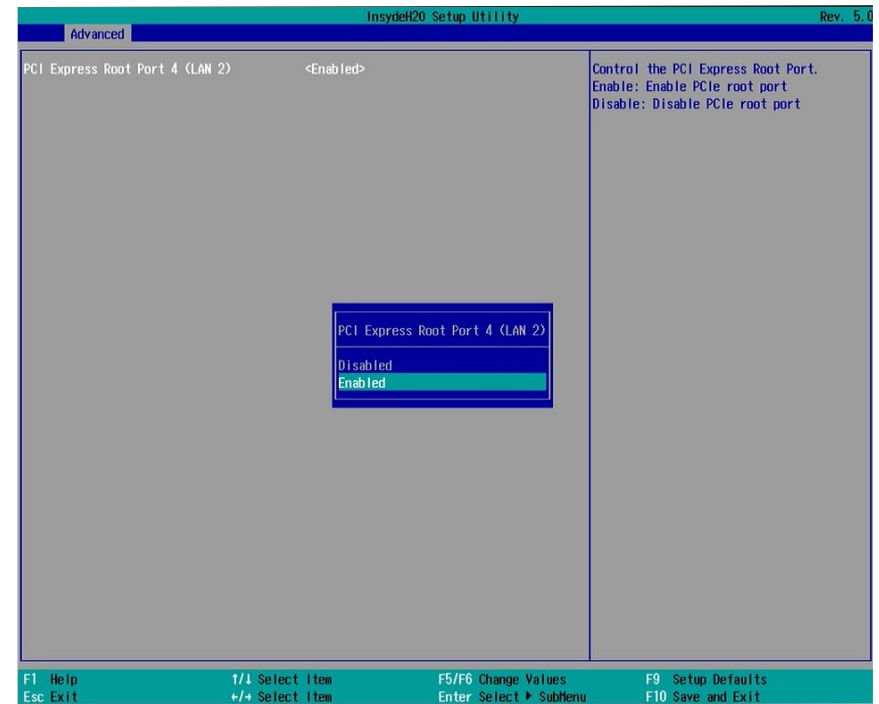 InsydeH20 Setup Utility Rev. 5.0
Advanced
PCI Express Root Port 4 (LAN 2) <Enabled>
Control the PCI Express Root Port.
Enable: Enable PCIe root port
Disable: Disable PCIe root port
PCI Express Root Port 4 (LAN 2)
Disabled
Enabled
F1 Help ↑/↓ Select Item F5/F6 Change Values F9 Setup Defaults
Esc Exit ←/→ Select Item Enter Select ▶ SubMenu F10 Save and Exit